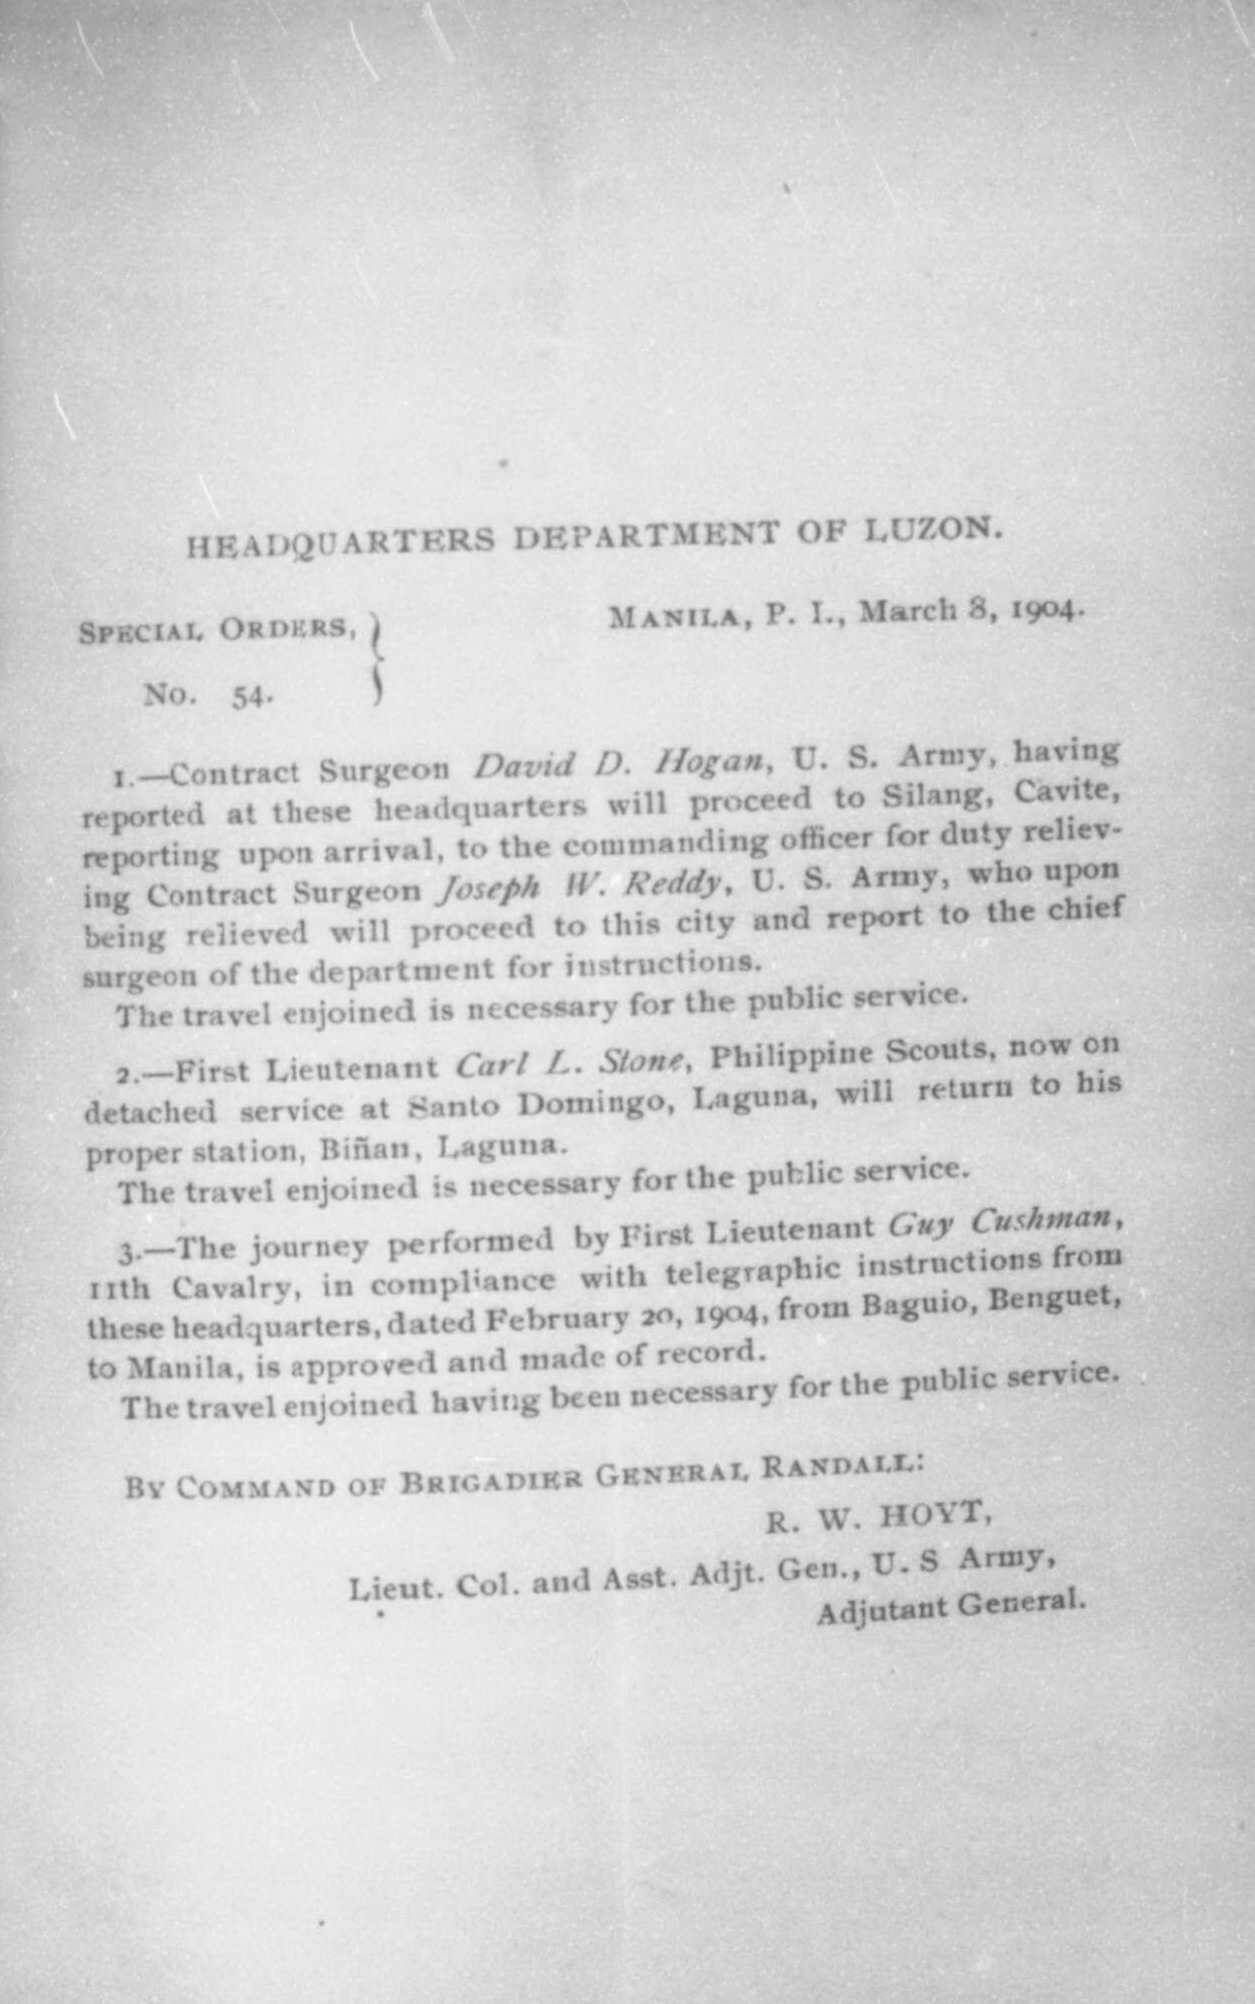 HEADQUARTERS DEPARTMENT OF LUZON.
SPECIAL ORDERS,
No. 54.
MANILA, P. I., March 8, 1904.
1.—Contract Surgeon David D. Hogan, U. S. Army, having
reported at these headquarters will proceed to Silang, Cavite,
reporting upon arrival, to the commanding officer for duty reliev-
ing Contract Surgeon Joseph W. Reddy, U. S. Army, who upon
being relieved will proceed to this city and report to the chief
surgeon of the department for instructions.
The travel enjoined is necessary for the public service.
2.—First Lieutenant Carl L. Stone, Philippine Scouts, now on
detached service at Santo Domingo, Laguna, will return to his
proper station, Biñan, Laguna.
The travel enjoined is necessary for the public service.
3.—The journey performed by First Lieutenant Guy Cushman,
11th Cavalry, in compliance with telegraphic instructions from
these headquarters, dated February 20, 1904, from Baguio, Benguet,
to Manila, is approved and made of record.
The travel enjoined having been necessary for the public service.
BY COMMAND OF BRIGADIER GENERAL RANDALL:
R. W. HOYT,
Lieut. Col. and Asst. Adjt. Gen., U. S Army,
Adjutant General.